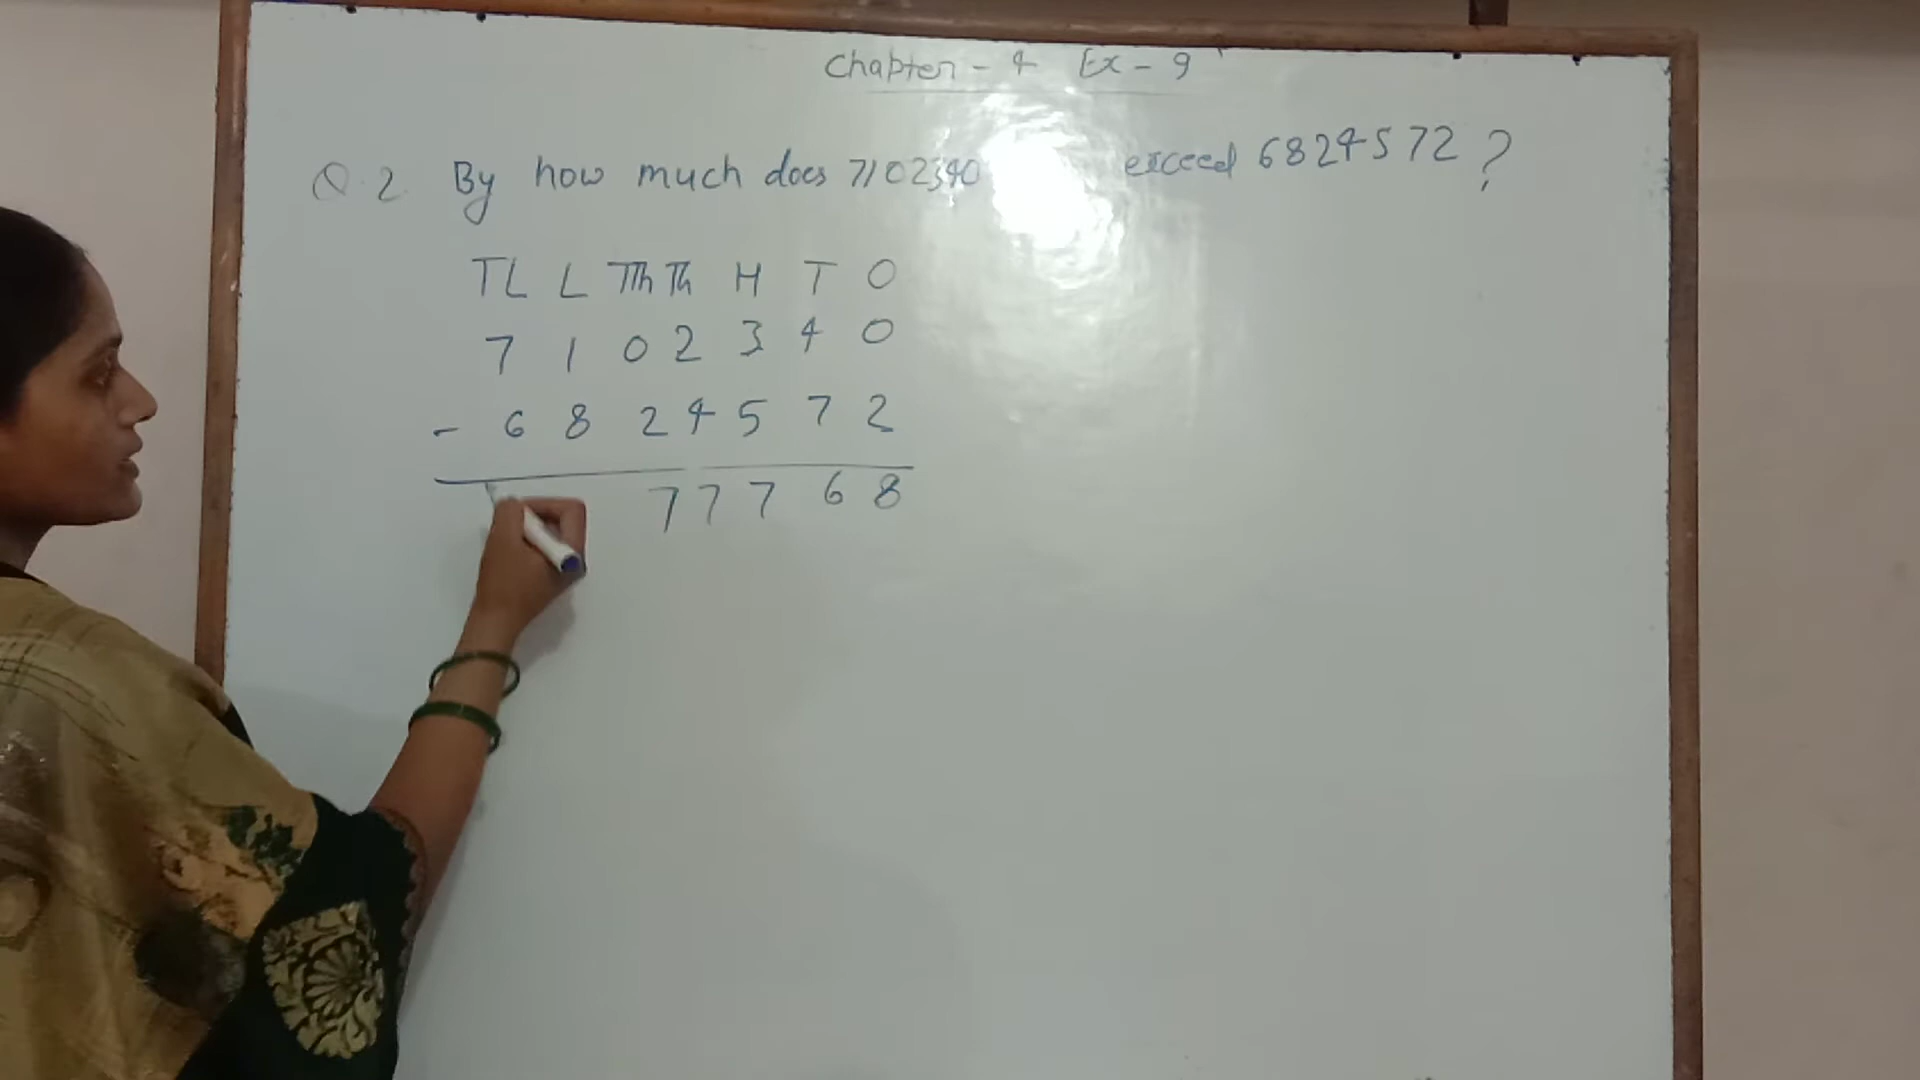 Chapter - 4 Ex - 9
Q.2. By how much does 7102340 exceed 6824572 ?
TL L TTh Th H T O
7 1 0 2 3 4 0
- 6 8 2 4 5 7 2
7 7 7 6 8